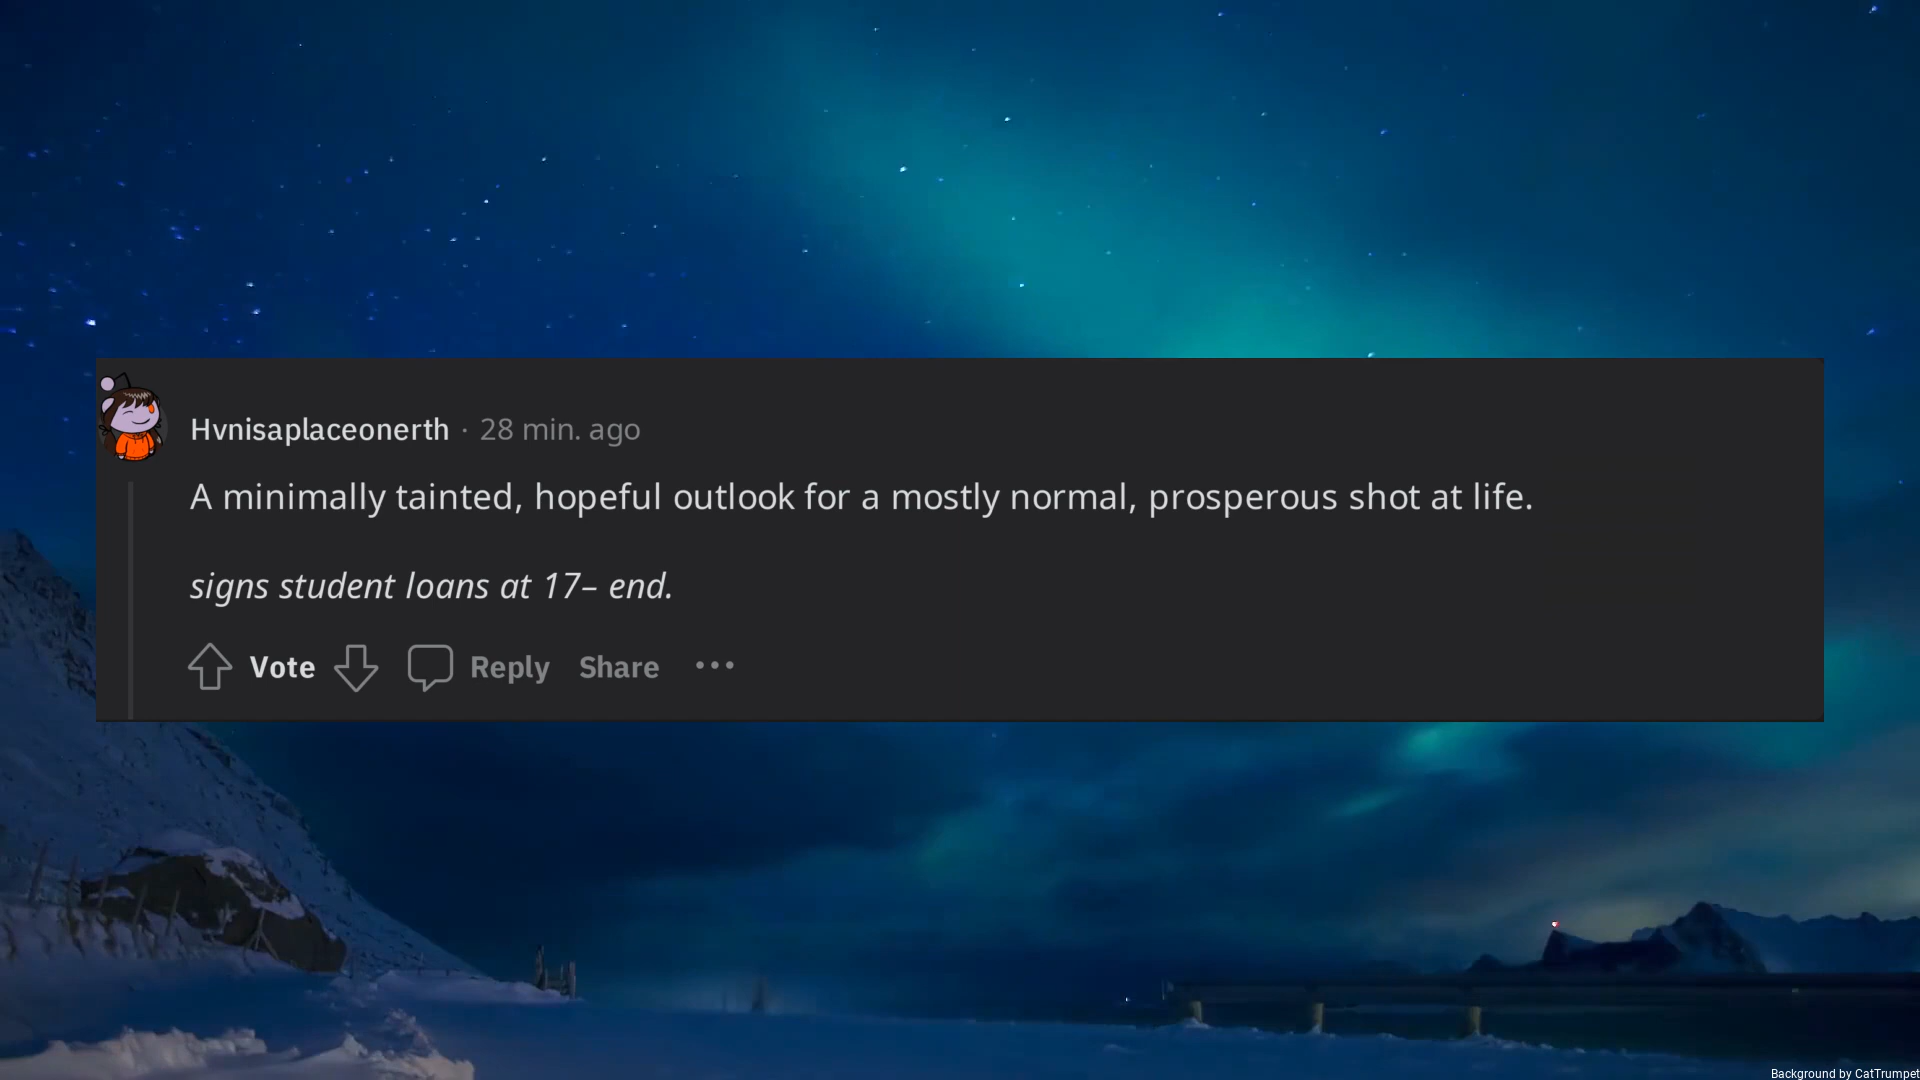 Hvnisaplaceonerth · 28 min. ago
A minimally tainted, hopeful outlook for a mostly normal, prosperous shot at life.
signs student loans at 17– end.
Vote Reply Share
Background by CatTrumpet